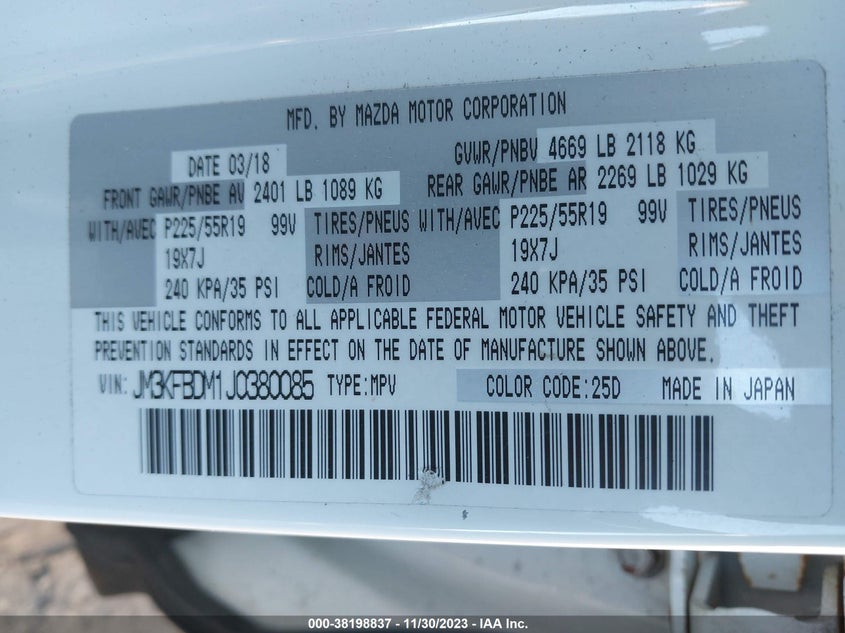 MFD. BY MAZDA MOTOR CORPORATION
DATE 03/18 GVWR/PNBV 4669 LB 2118 KG
FRONT GAWR/PNBE AV 2401 LB 1089 KG REAR GAWR/PNBE AR 2269 LB 1029 KG
WITH/AVEC P225/55R19 99V TIRES/PNEUS WITH/AVEC P225/55R19 99V TIRES/PNEUS
19X7J RIMS/JANTES 19X7J RIMS/JANTES
240 KPA/35 PSI COLD/A FROID 240 KPA/35 PSI COLD/A FROID
THIS VEHICLE CONFORMS TO ALL APPLICABLE FEDERAL MOTOR VEHICLE SAFETY AND THEFT
PREVENTION STANDARDS IN EFFECT ON THE DATE OF MANUFACTURE SHOWN ABOVE.
VIN: JM3KFBDM1J0380085 TYPE:MPV COLOR CODE:25D MADE IN JAPAN
000-38198837 - 11/30/2023 - IAA Inc.